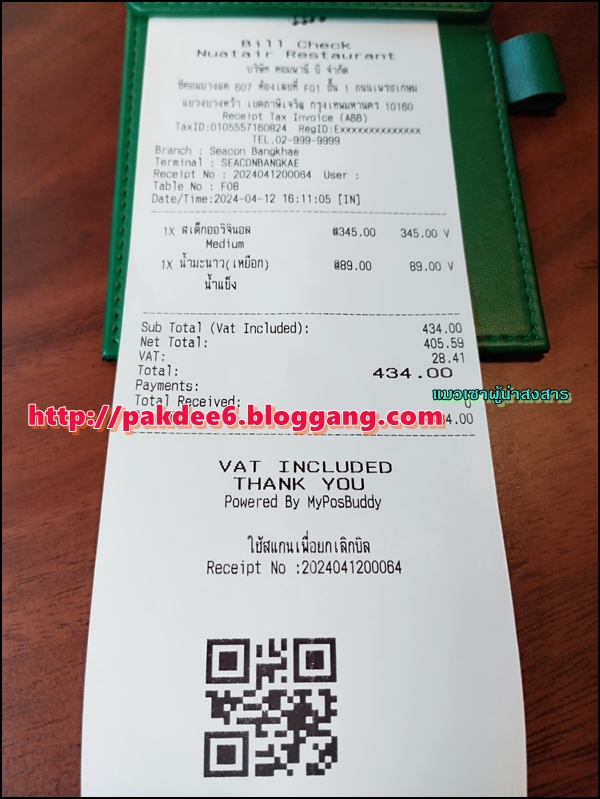 Bill Check
Nuatair Restaurant
บริษัท คอมพานี บี จำกัด
ซีคอนบางแค 607 ห้องเลขที่ F01 ชั้น 1 ถนนเพชรเกษม
แขวงบางหว้า เขตภาษีเจริญ กรุงเทพมหานคร 10160
Receipt Tax Invoice (ABB)
TaxID:0105557160824 RegID:Exxxxxxxxxxxxxx
TEL.02-999-9999
Branch : Seacon Bangkhae
Terminal : SEACONBANGKAE
Receipt No : 2024041200064 User :
Table No : F08
Date/Time:2024-04-12 16:11:05 [IN]
1X สเต็กออริจินอล @345.00 345.00 V
Medium
1X น้ำมะนาว(เหยือก) @89.00 89.00 V
น้ำแข็ง
Sub Total (Vat Included): 434.00
Net Total: 405.59
VAT: 28.41
Total: 434.00
Payments:
แมวเซาผู้น่าสงสาร
Total Received: 0
http://pakdee6.bloggang.com
VAT INCLUDED
THANK YOU
Powered By MyPosBuddy
ใช้สแกนเพื่อยกเลิกบิล
Receipt No :2024041200064